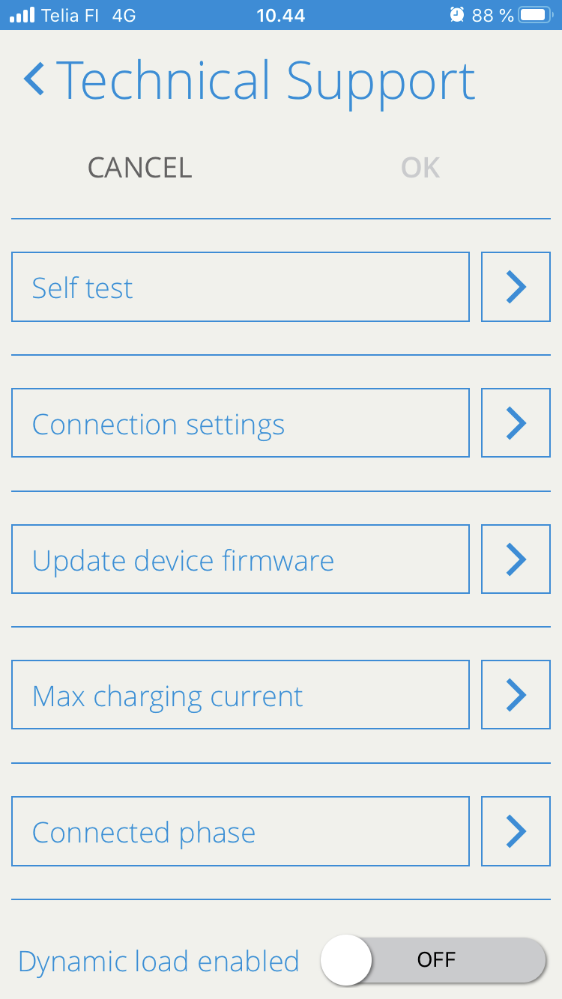 Telia FI 4G 10.44 88 %
Technical Support
CANCEL OK
Self test
Connection settings
Update device firmware
Max charging current
Connected phase
Dynamic load enabled OFF